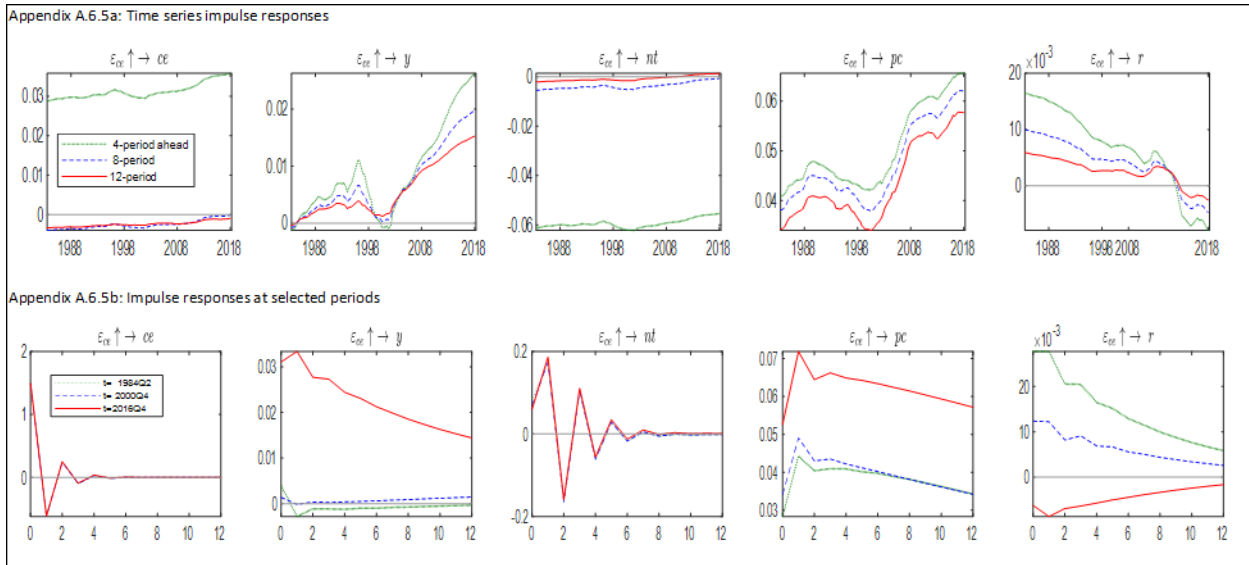 Appendix A.6.5a: Time series impulse responses
ε_ce ↑ → ce
ε_ce ↑ → y
ε_ce ↑ → nt
ε_ce ↑ → pc
ε_ce ↑ → r
0.03
0.02
0.01
0
4-period ahead
8-period
12-period
1988 1998 2008 2018
0.02
0.01
0
1988 1998 2008 2018
0
-0.02
-0.04
-0.06
1988 1998 2008 2018
0.06
0.05
0.04
1988 1998 2008 2018
×10⁻³
20
10
0
1988 1998 2008 2018
Appendix A.6.5b: Impulse responses at selected periods
ε_ce ↑ → ce
ε_ce ↑ → y
ε_ce ↑ → nt
ε_ce ↑ → pc
ε_ce ↑ → r
2
1
0
t= 1984Q2
t= 2000Q4
t=2016Q4
0 2 4 6 8 10 12
0.03
0.02
0.01
0
0 2 4 6 8 10 12
0.2
0
-0.2
0 2 4 6 8 10 12
0.07
0.06
0.05
0.04
0.03
0 2 4 6 8 10 12
×10⁻³
20
10
0
0 2 4 6 8 10 12